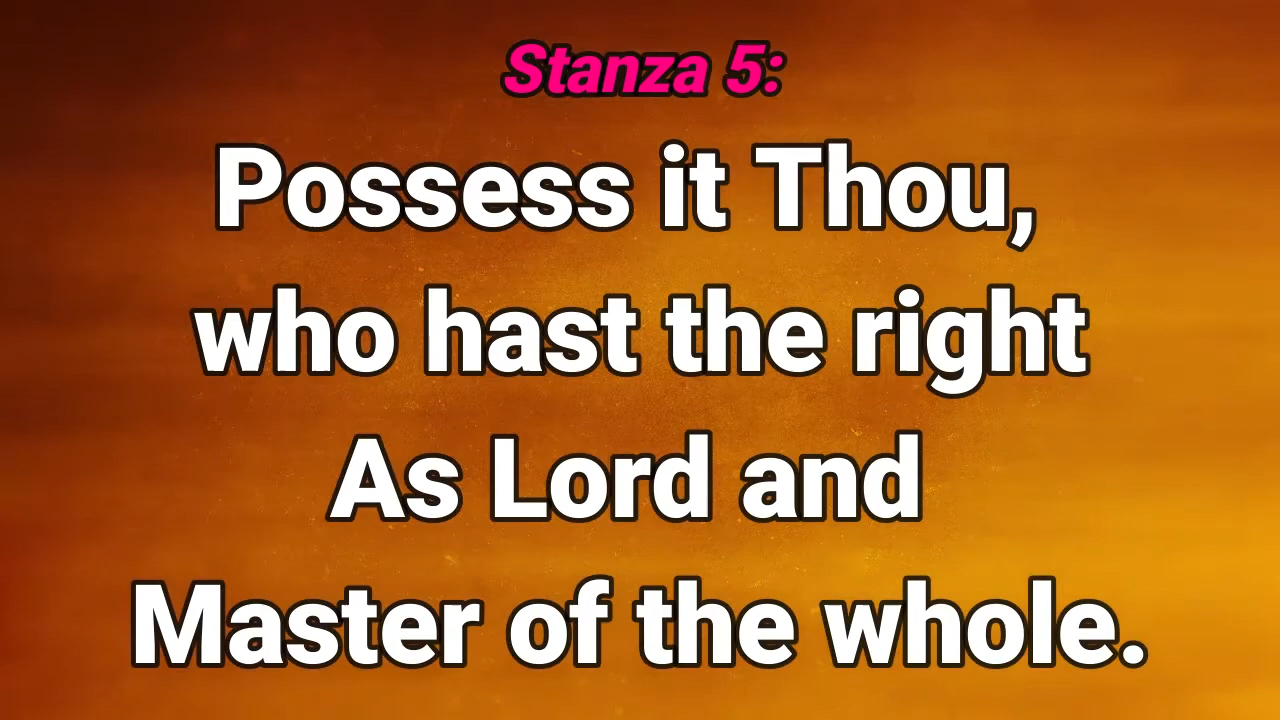 Stanza 5:
Possess it Thou,
who hast the right
As Lord and
Master of the whole.